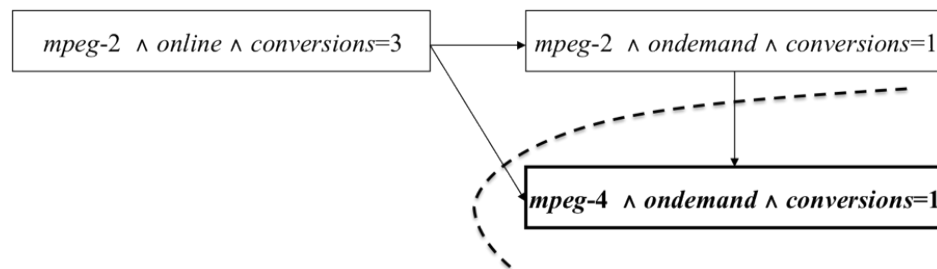 mpeg-2 ∧ online ∧ conversions=3
mpeg-2 ∧ ondemand ∧ conversions=1
mpeg-4 ∧ ondemand ∧ conversions=1